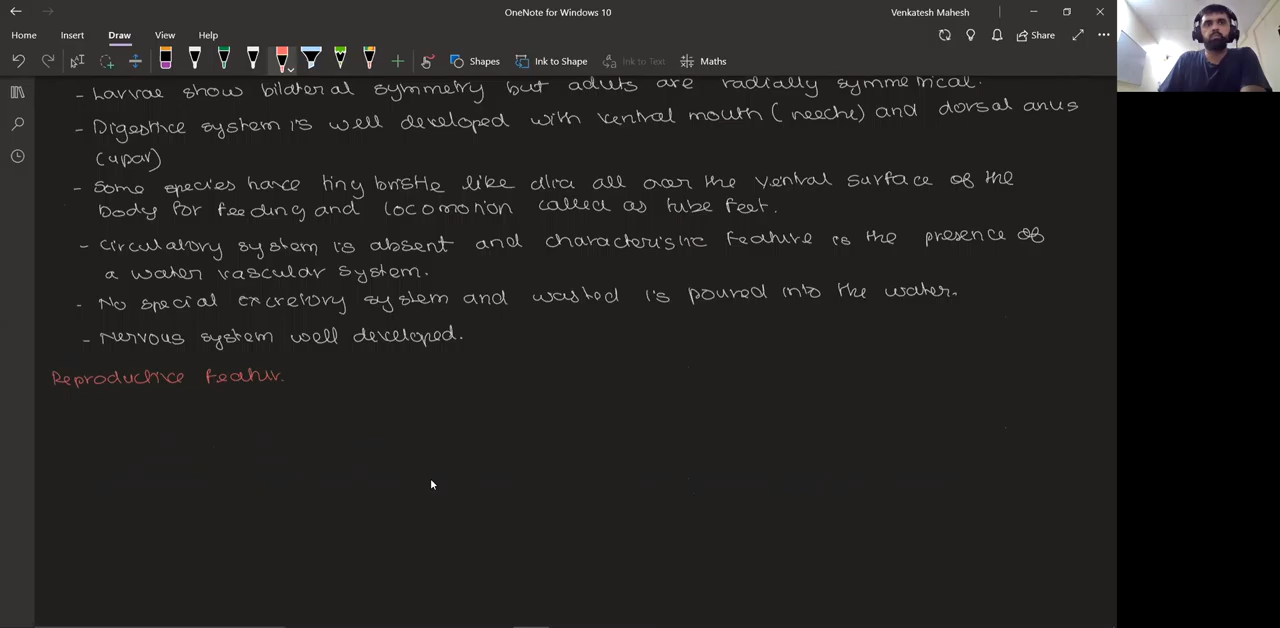 OneNote for Windows 10
Venkatesh Mahesh
Home Insert Draw View Help
Share
Shapes Ink to Shape Ink to Text Maths
- Larvae show bilateral symmetry but adults are radially symmetrical.
- Digestive system is well developed with ventral mouth (neeche) and dorsal anus
(upar)
- Some species have tiny bristle like cilia all over the ventral surface of the
body for feeding and locomotion called as tube feet.
- Circulatory system is absent and characteristic feature is the presence of
a water vascular system.
- No special excretory system and wasted is poured into the water.
- Nervous system well developed.
Reproductive Featur.